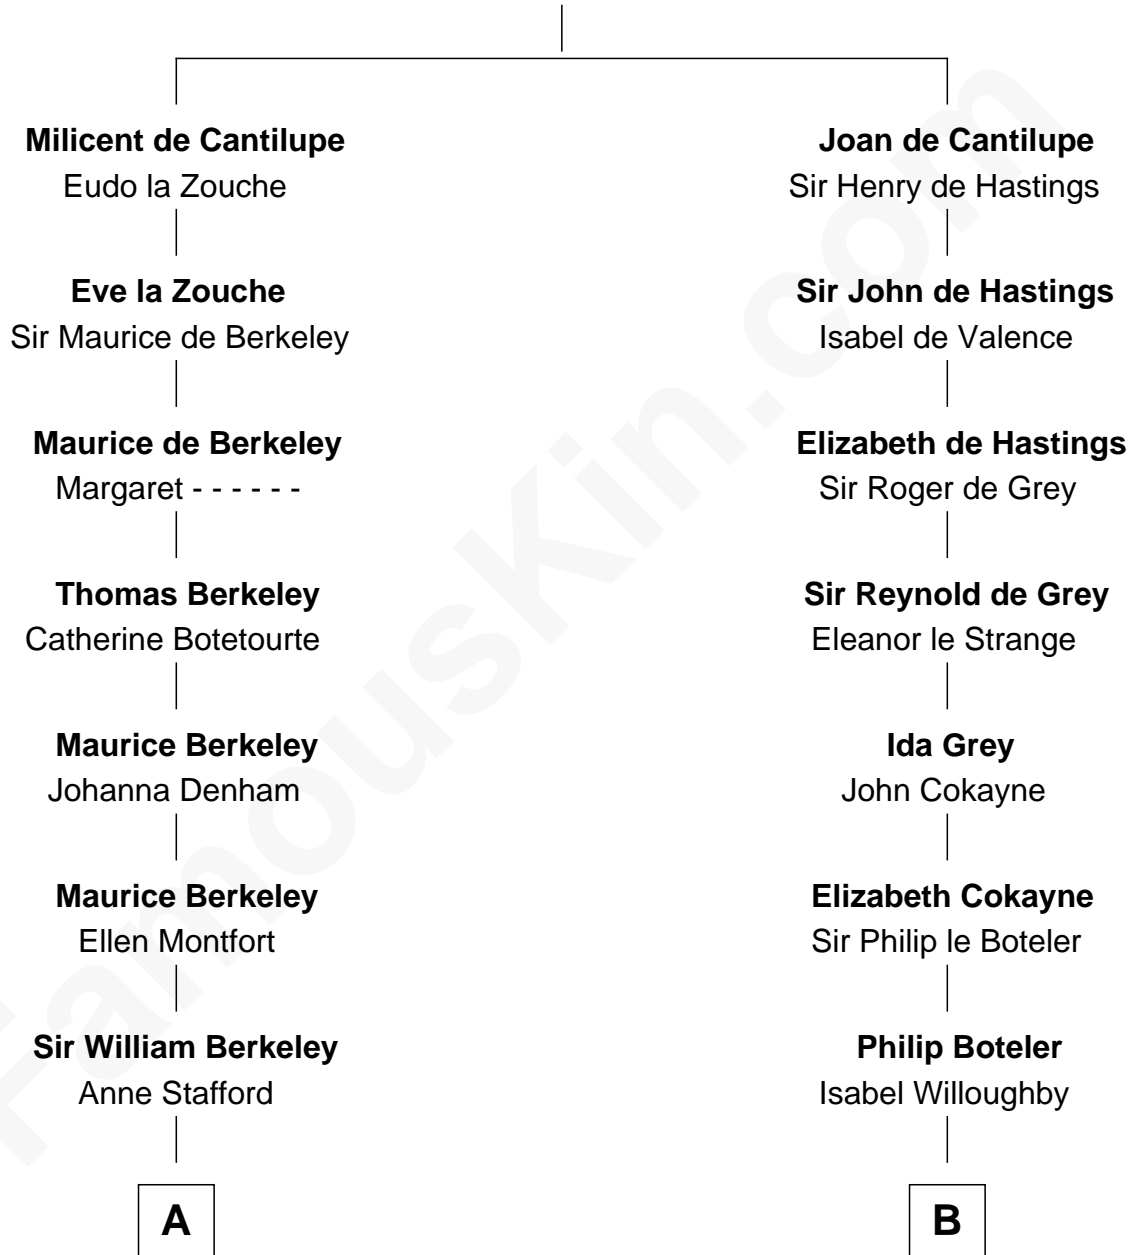 Milicent de Cantilupe
Eudo la Zouche
Eve la Zouche
Sir Maurice de Berkeley
Maurice de Berkeley
Margaret - - - - - -
Thomas Berkeley
Catherine Botetourte
Maurice Berkeley
Johanna Denham
Maurice Berkeley
Ellen Montfort
Sir William Berkeley
Anne Stafford
A
Joan de Cantilupe
Sir Henry de Hastings
Sir John de Hastings
Isabel de Valence
Elizabeth de Hastings
Sir Roger de Grey
Sir Reynold de Grey
Eleanor le Strange
Ida Grey
John Cokayne
Elizabeth Cokayne
Sir Philip le Boteler
Philip Boteler
Isabel Willoughby
B
FamousKin.com